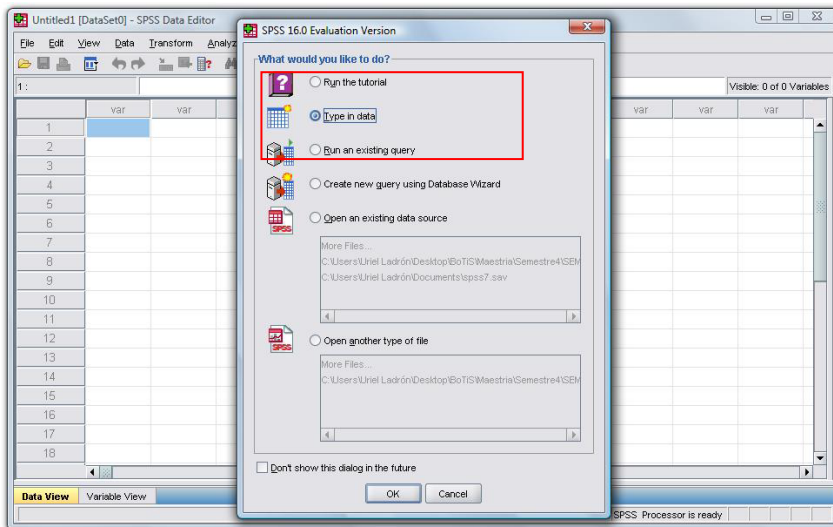 Untitled1 [DataSet0] - SPSS Data Editor
File Edit View Data Transform Analyz
1 :
Visible: 0 of 0 Variables
var var var var var
1
2
3
4
5
6
7
8
9
10
11
12
13
14
15
16
17
18
Data View Variable View
SPSS Processor is ready
SPSS 16.0 Evaluation Version
What would you like to do?
Run the tutorial
Type in data
Run an existing query
Create new query using Database Wizard
SPSS
Open an existing data source
More Files...
C:\Users\Uriel Ladrón\Desktop\BoTIS\Maestria\Semestre4\SEM
C:\Users\Uriel Ladrón\Documents\spss7.sav
SPSS
Open another type of file
More Files...
C:\Users\Uriel Ladrón\Desktop\BoTIS\Maestria\Semestre4\SEM
Don't show this dialog in the future
OK Cancel